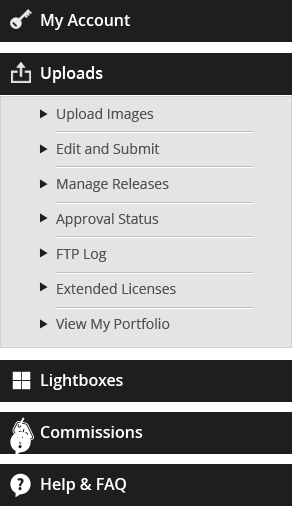 My Account
Uploads
Upload Images
Edit and Submit
Manage Releases
Approval Status
FTP Log
Extended Licenses
View My Portfolio
Lightboxes
Commissions
Help & FAQ